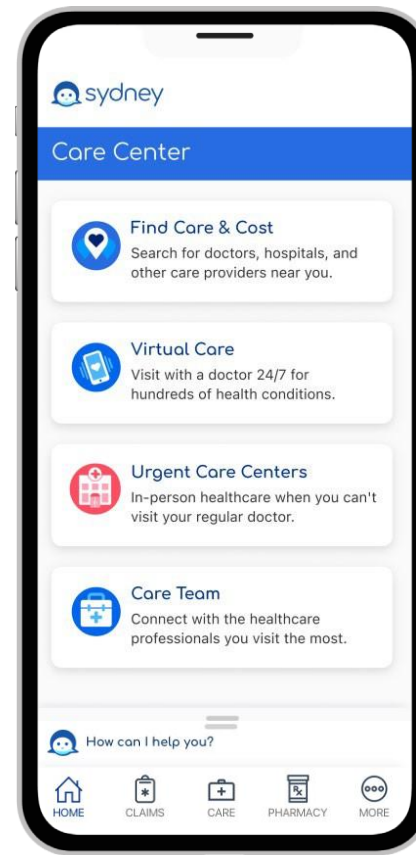 sydney
Care Center
Find Care & Cost
Search for doctors, hospitals, and
other care providers near you.
Virtual Care
Visit with a doctor 24/7 for
hundreds of health conditions.
Urgent Care Centers
In-person healthcare when you can't
visit your regular doctor.
Care Team
Connect with the healthcare
professionals you visit the most.
How can I help you?
Rx
HOME CLAIMS CARE PHARMACY MORE